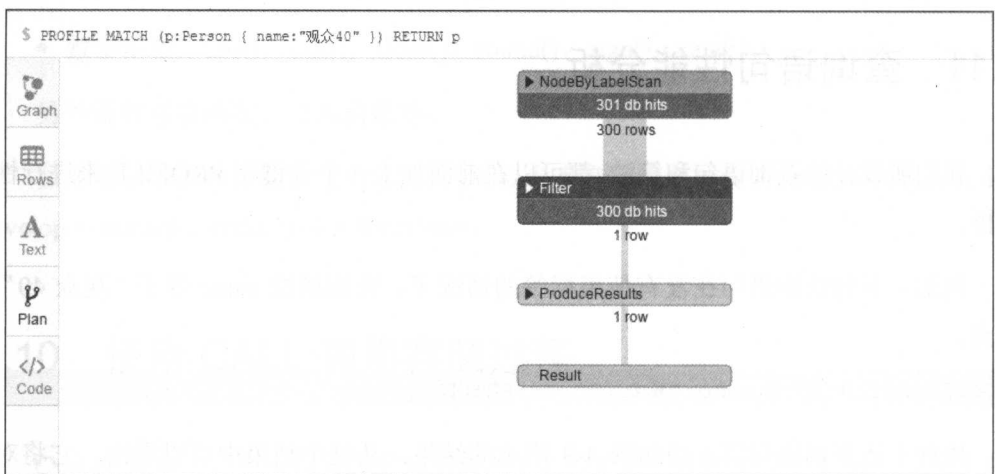 $ PROFILE MATCH (p:Person { name:"观众40" }) RETURN p
Graph
Rows
Text
Plan
Code
NodeByLabelScan
301 db hits
300 rows
Filter
300 db hits
1 row
ProduceResults
1 row
Result